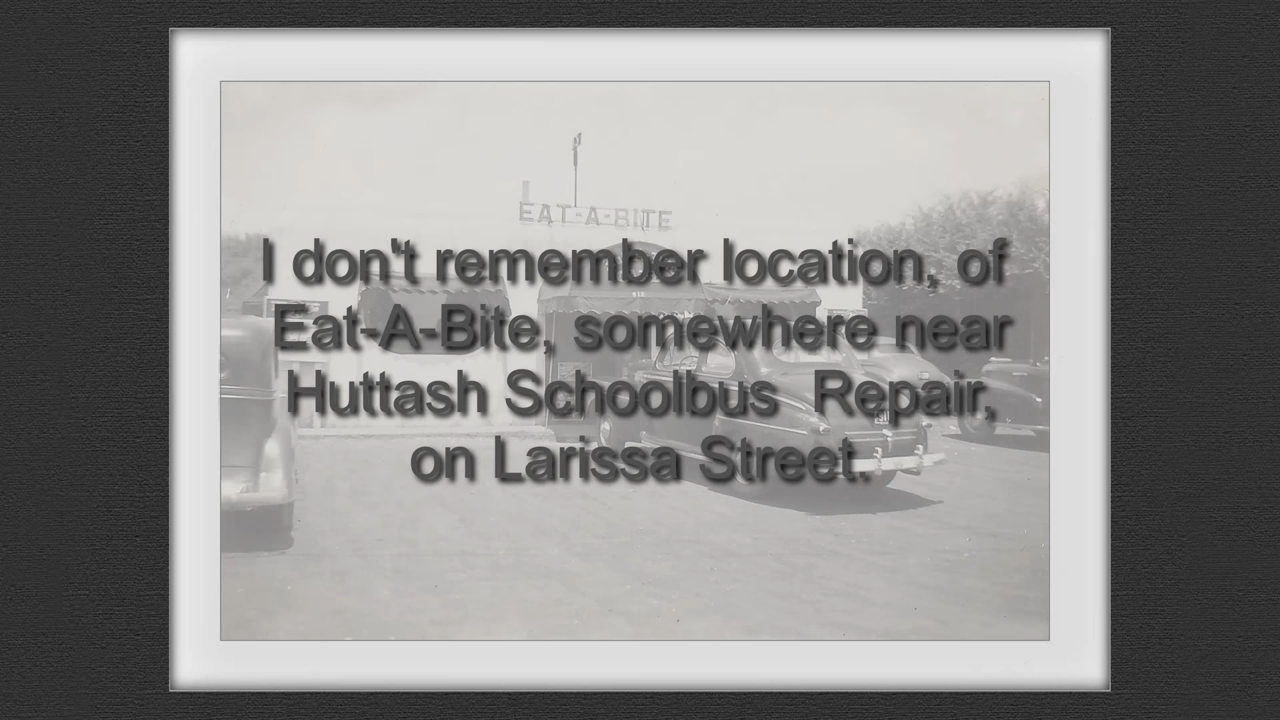 EAT-A-BITE
I don't remember location, of
Eat-A-Bite, somewhere near
Huttash Schoolbus  Repair,
on Larissa Street.